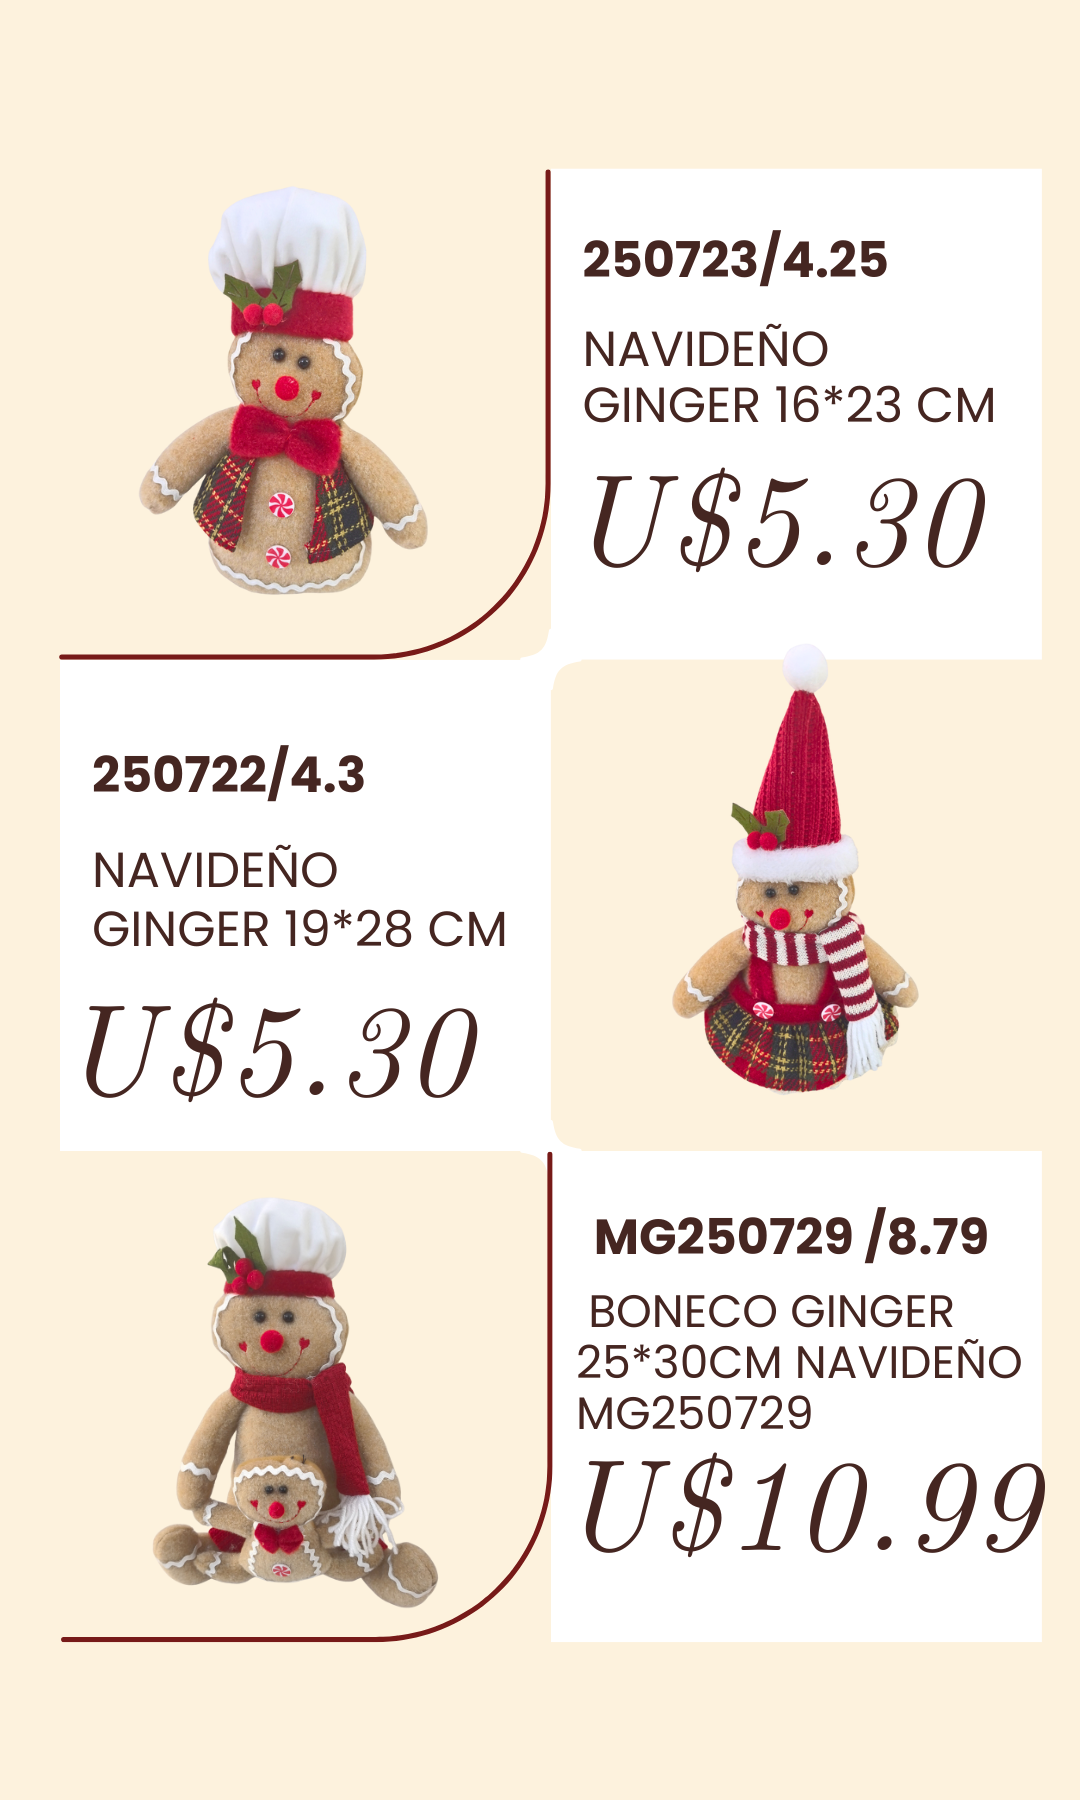 250723/4.25
NAVIDEÑO
GINGER 16*23 CM
U$5.30
250722/4.3
NAVIDEÑO
GINGER 19*28 CM
U$5.30
MG250729 /8.79
BONECO GINGER
25*30CM NAVIDEÑO
MG250729
U$10.99